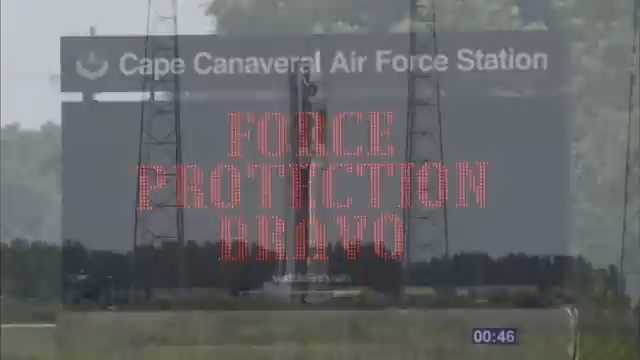 Cape Canaveral Air Force Station
FORCE
PROTECTION
BRAVO
00:46